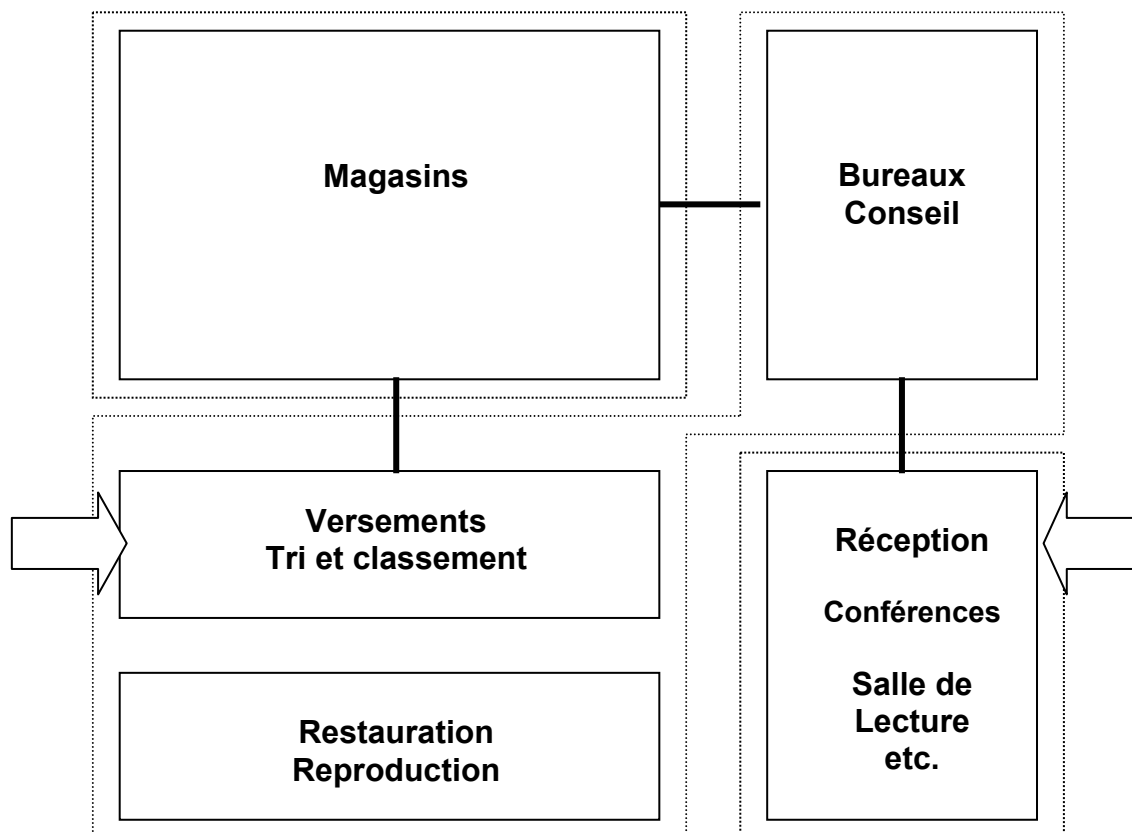 Magasins
Bureaux
Conseil
Versements
Tri et classement
Réception
Conférences
Salle de
Lecture
etc.
Restauration
Reproduction